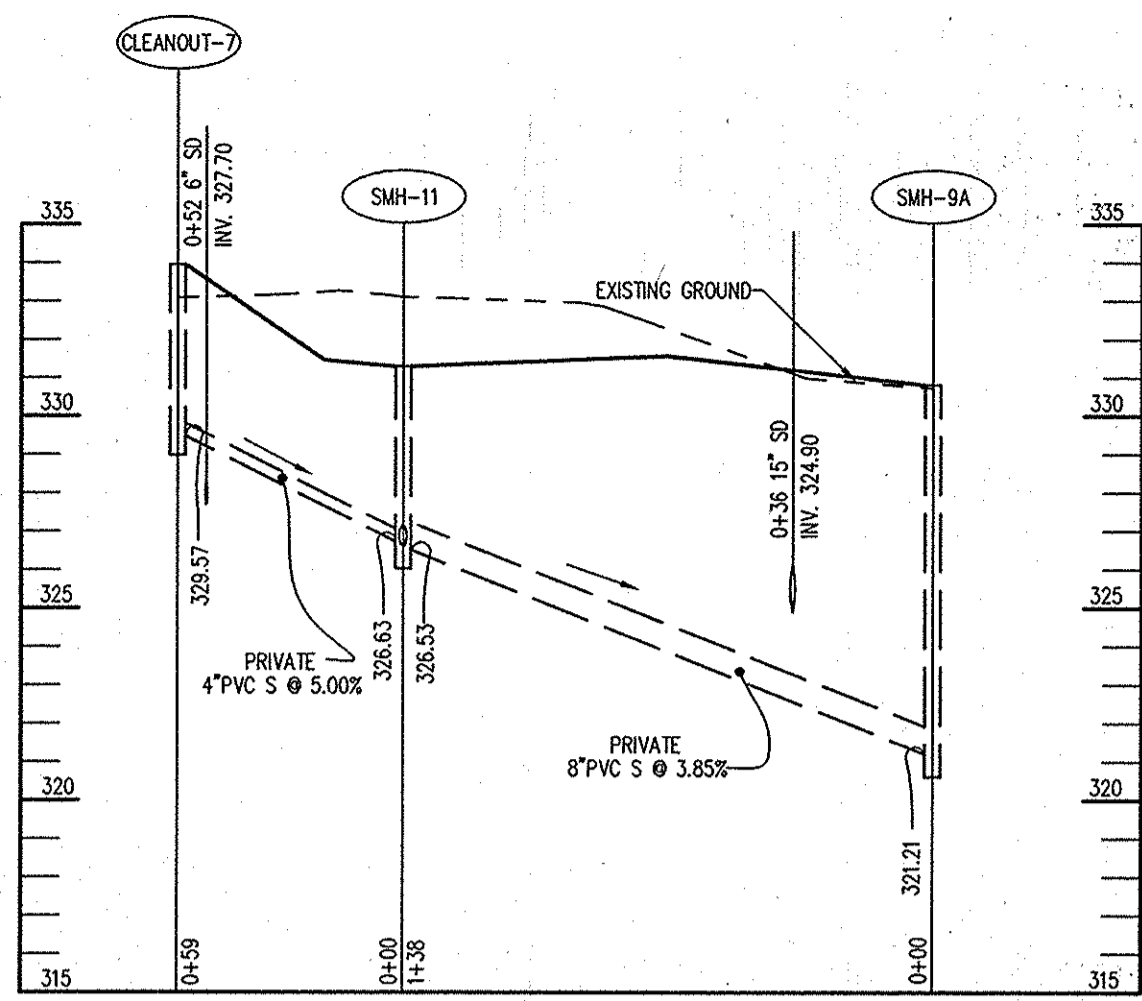 CLEANOUT-7
0+52 6" SD
INV. 327.70
SMH-11
SMH-9A
335
335
EXISTING GROUND
330
330
0+36 15" SD
INV. 324.90
329.57
326.63
326.53
325
325
PRIVATE
4"PVC S @ 5.00%
PRIVATE
8"PVC S @ 3.85%
321.21
320
320
0+59
0+00
1+38
0+00
315
315